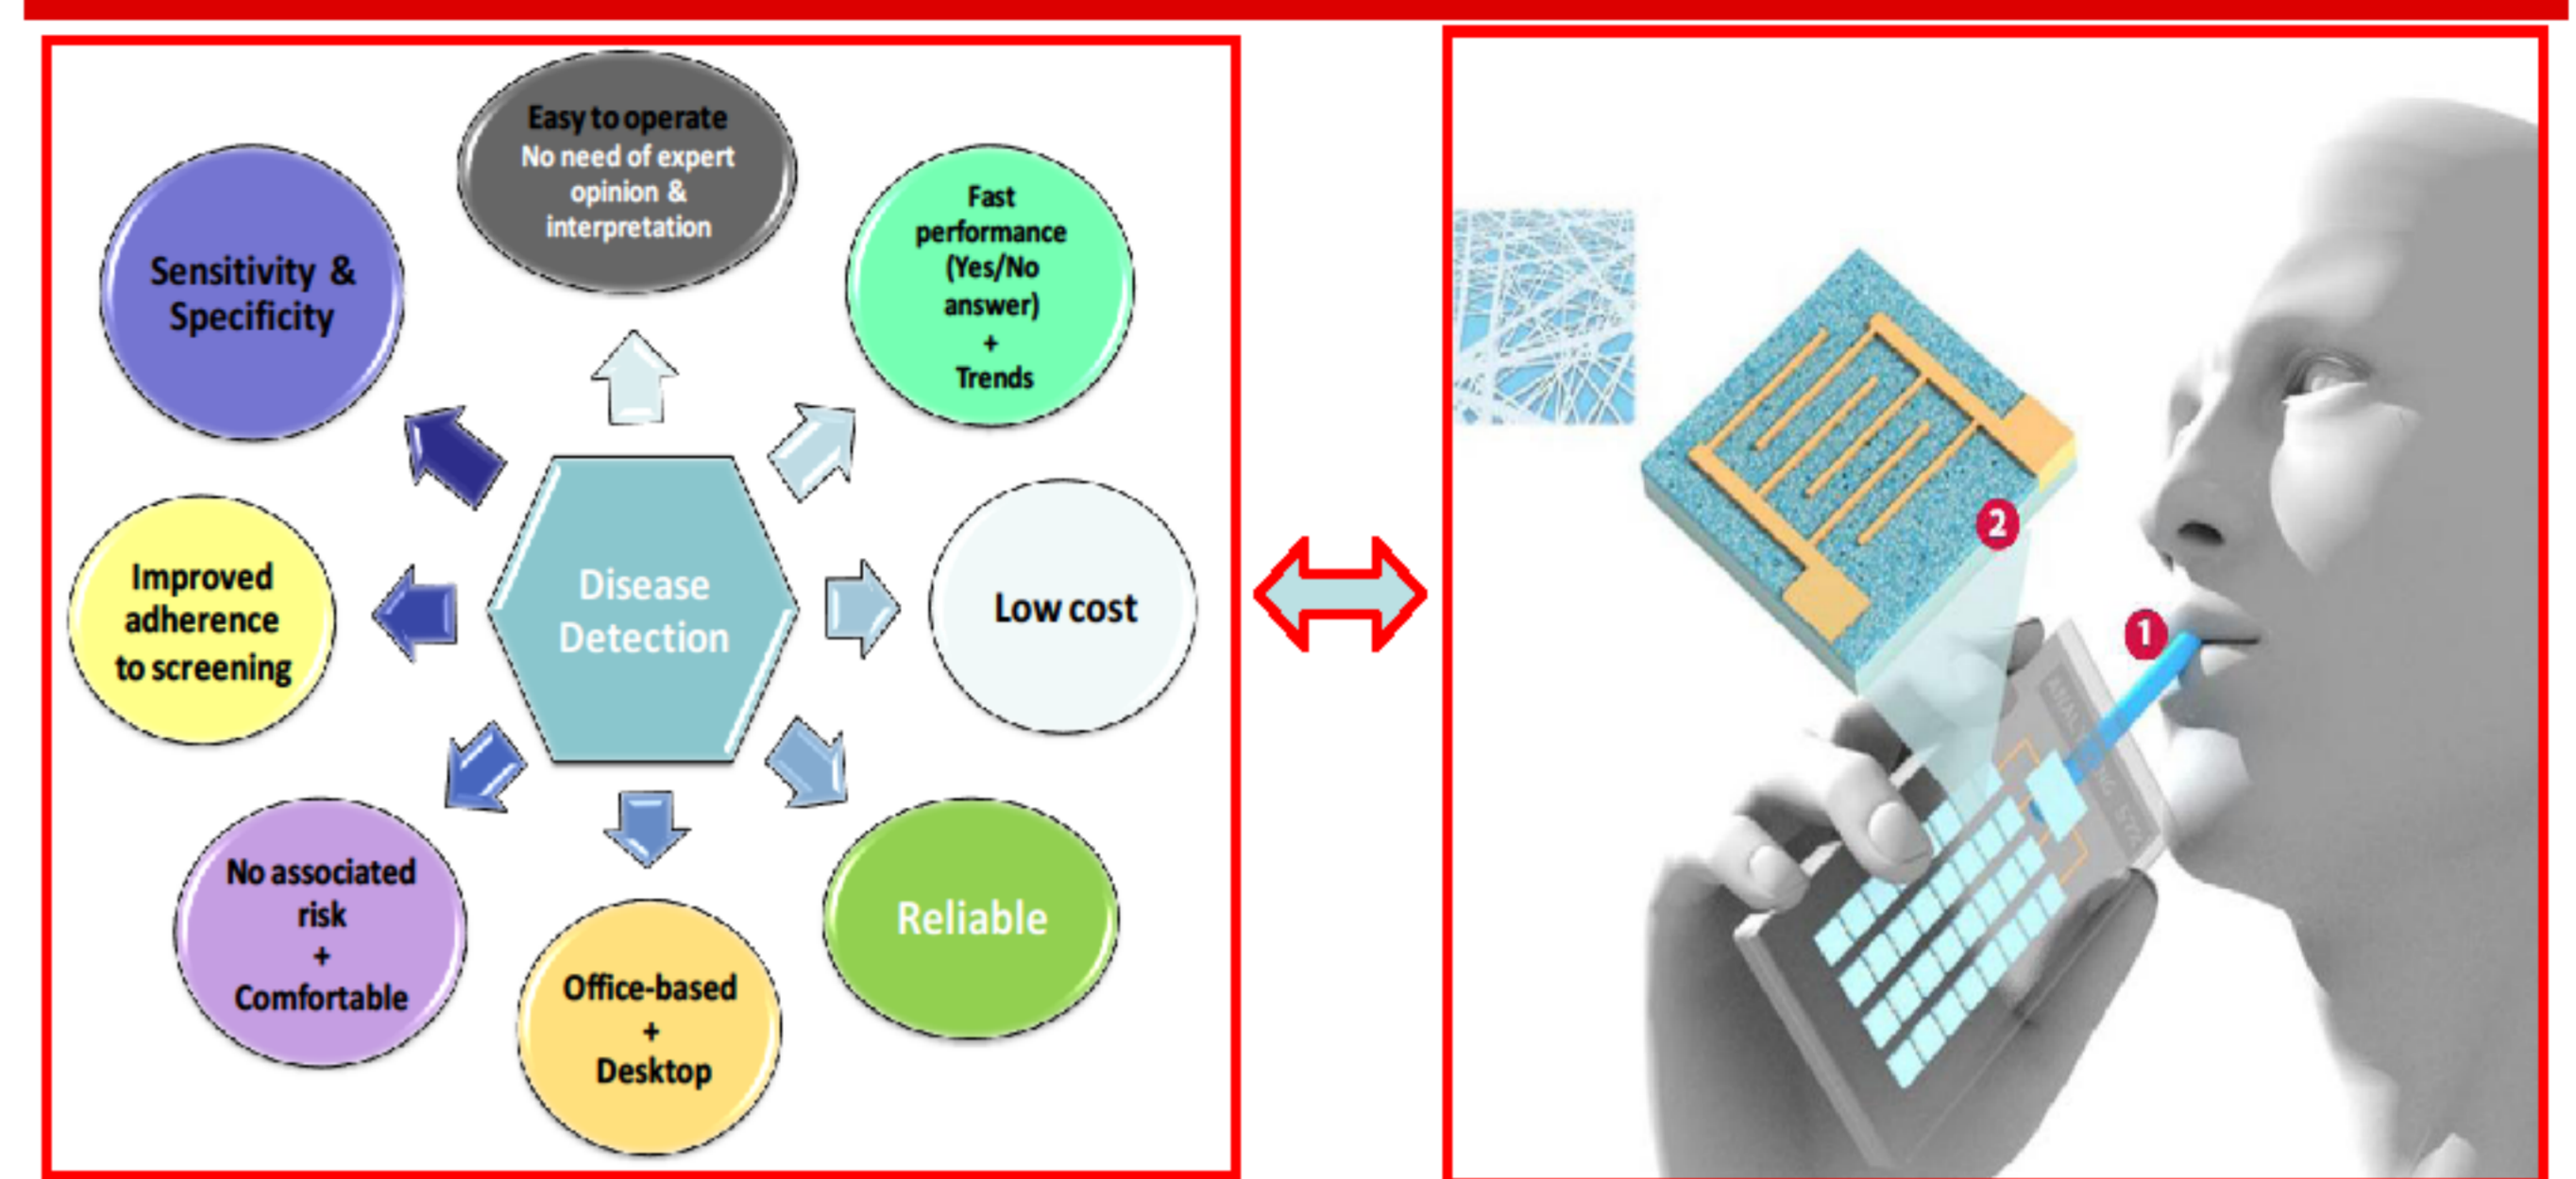 Easy to operate
No need of expert
opinion &
interpretation
Fast
performance
(Yes/No
answer)
+
Trends
Sensitivity &
Specificity
Disease
Detection
Low cost
Improved
adherence
to screening
Reliable
No associated
risk
+
Comfortable
Office-based
+
Desktop
2
1